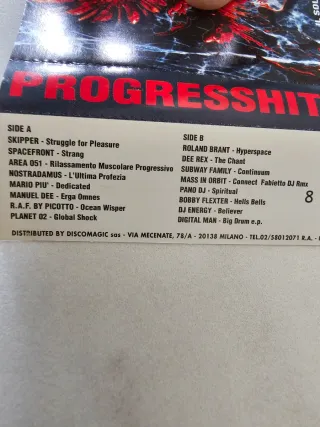 PROGRESSHIT
SIDE A
SKIPPER - Struggle for Pleasure
SPACEFRONT - Strang
AREA 051 - Rilassamento Muscolare Progressivo
NOSTRADAMUS - L'Ultima Profezia
MARIO PIU' - Dedicated
MANUEL DEE - Erga Omnes
R.A.F. BY PICOTTO - Ocean Wisper
PLANET 02 - Global Shock
SIDE B
ROLAND BRANT - Hyperspace
DEE REX - The Chant
SUBWAY FAMILY - Continuum
MASS IN ORBIT - Connect Fabietto DJ Rmx
PANO DJ - Spiritual
BOBBY FLEXTER - Hells Bells
DJ ENERGY - Believer
DIGITAL MAN - Big Drum e.p.
8
DISTRIBUTED BY DISCOMAGIC sas - VIA MECENATE, 78/A - 20138 MILANO - TEL.02/58012071 R.A. -